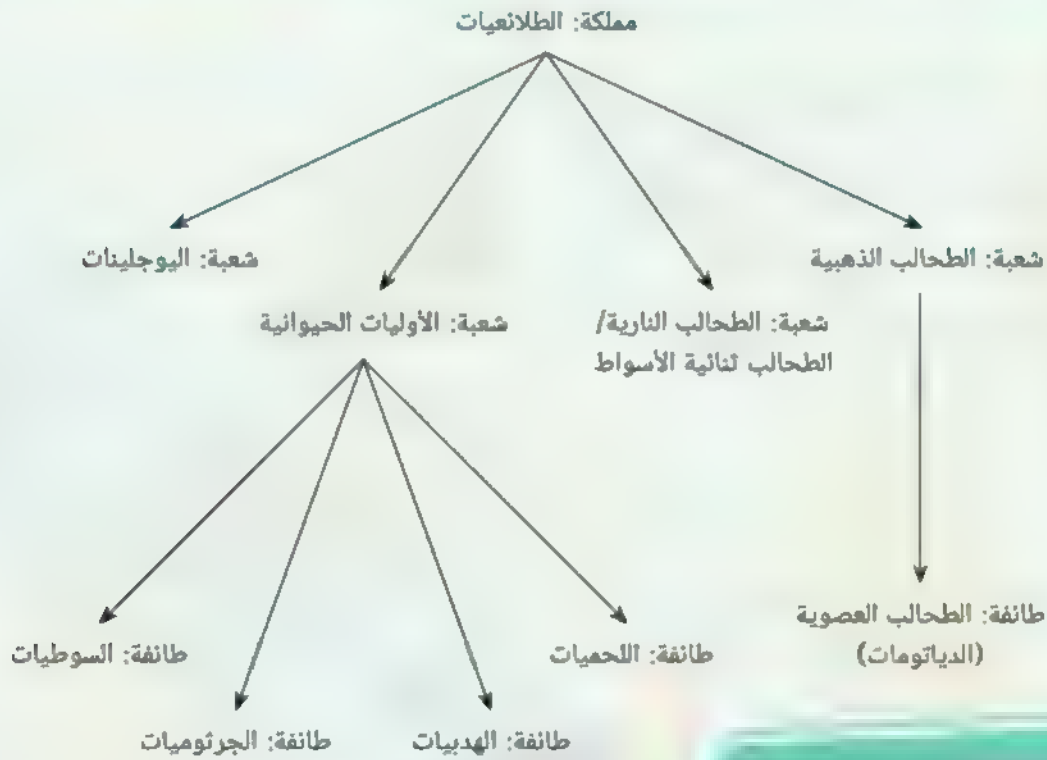 مملكة: الطلائعيات
شعبة: الطحالب الذهبية
شعبة: اليوجلينات
شعبة: الطحالب النارية/
الطحالب ثنائية الأسواط
شعبة: الأوليات الحيوانية
طائفة: الطحالب العصوية
(الدياتومات)
طائفة: اللحميات
طائفة: السوطيات
طائفة: الهدبيات
طائفة: الجرثوميات